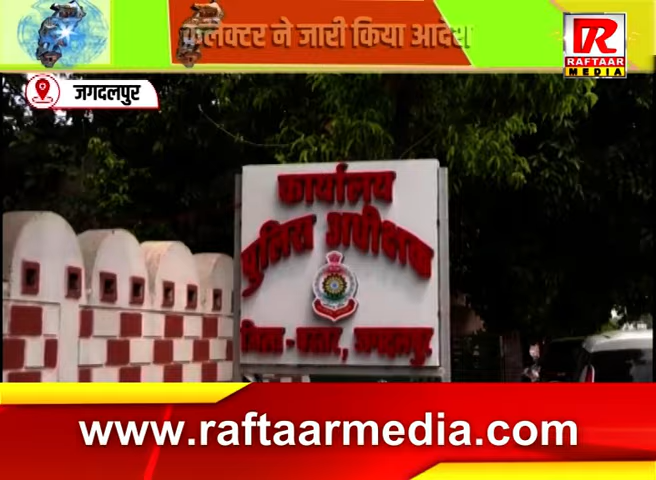 कलेक्टर ने जारी किया आदेश
R
RAFTAAR
MEDIA
जगदलपुर
कार्यालय
पुलिस अधीक्षक
जिला - बस्तर, जगदलपुर
www.raftaarmedia.com